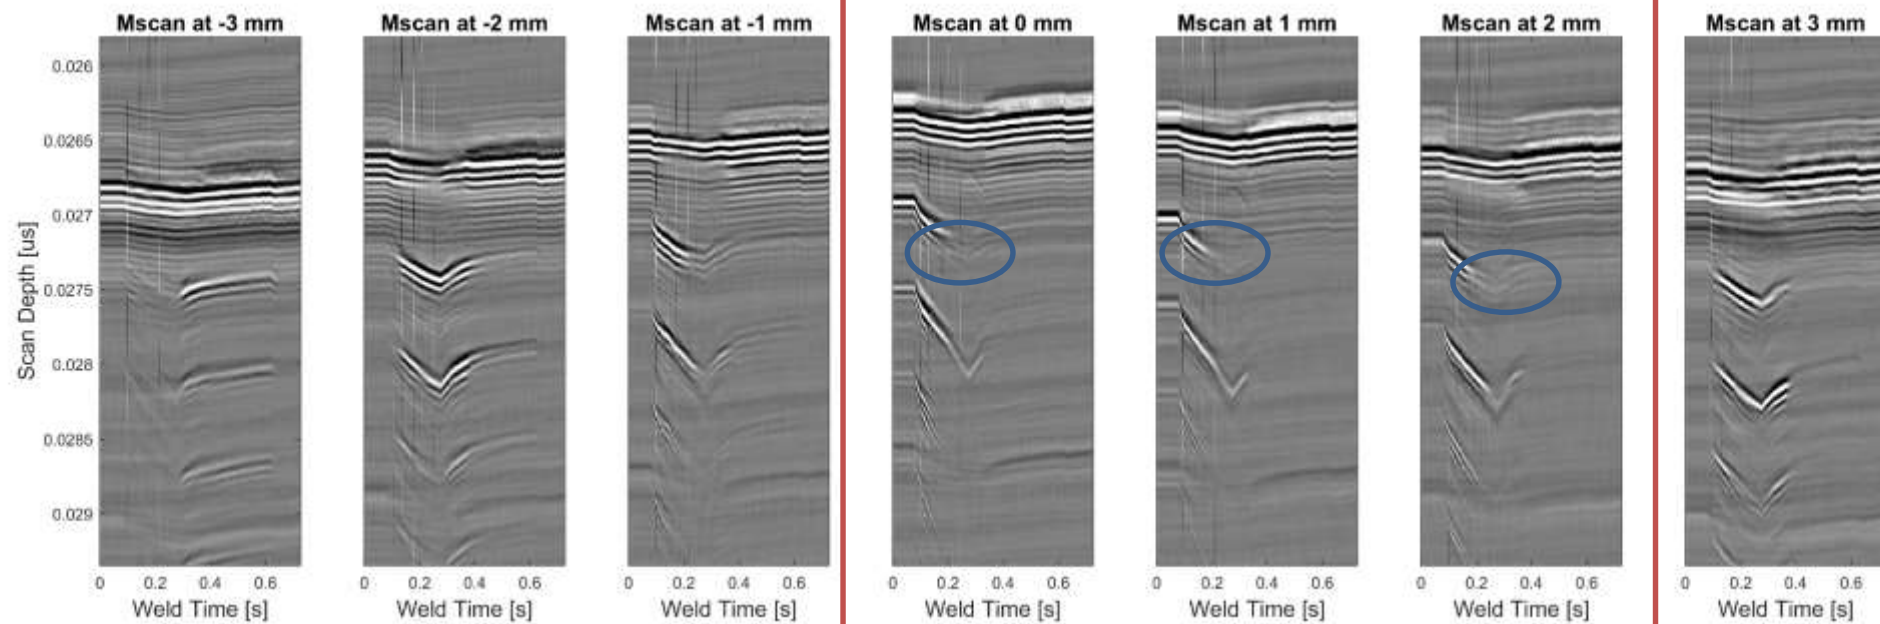 Mscan at -3 mm
Mscan at -2 mm
Mscan at -1 mm
Mscan at 0 mm
Mscan at 1 mm
Mscan at 2 mm
Mscan at 3 mm
Scan Depth [us]
0.026
0.0265
0.027
0.0275
0.028
0.0285
0.029
0 0.2 0.4 0.6
0 0.2 0.4 0.6
0 0.2 0.4 0.6
0 0.2 0.4 0.6
0 0.2 0.4 0.6
0 0.2 0.4 0.6
0 0.2 0.4 0.6
Weld Time [s]
Weld Time [s]
Weld Time [s]
Weld Time [s]
Weld Time [s]
Weld Time [s]
Weld Time [s]